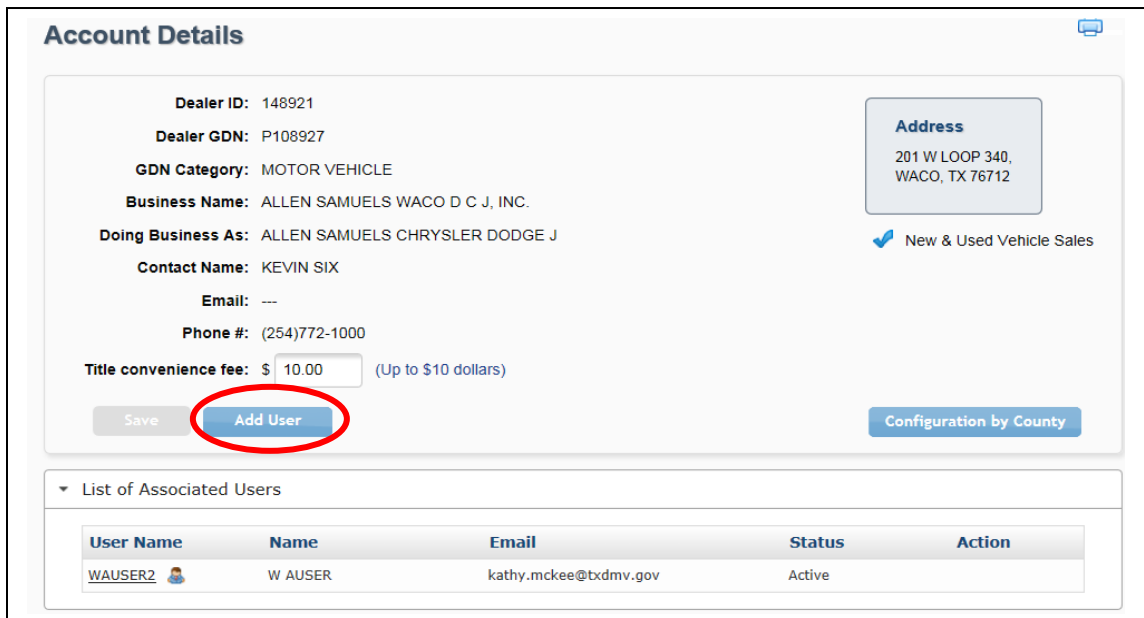 Account Details
Dealer ID: 148921
Dealer GDN: P108927
GDN Category: MOTOR VEHICLE
Business Name: ALLEN SAMUELS WACO D C J, INC.
Doing Business As: ALLEN SAMUELS CHRYSLER DODGE J
Contact Name: KEVIN SIX
Email: ---
Phone #: (254)772-1000
Title convenience fee: $ 10.00 (Up to $10 dollars)
Save Add User
Address
201 W LOOP 340,
WACO, TX 76712
New & Used Vehicle Sales
Configuration by County
List of Associated Users
User Name Name Email Status Action
WAUSER2 W AUSER kathy.mckee@txdmv.gov Active